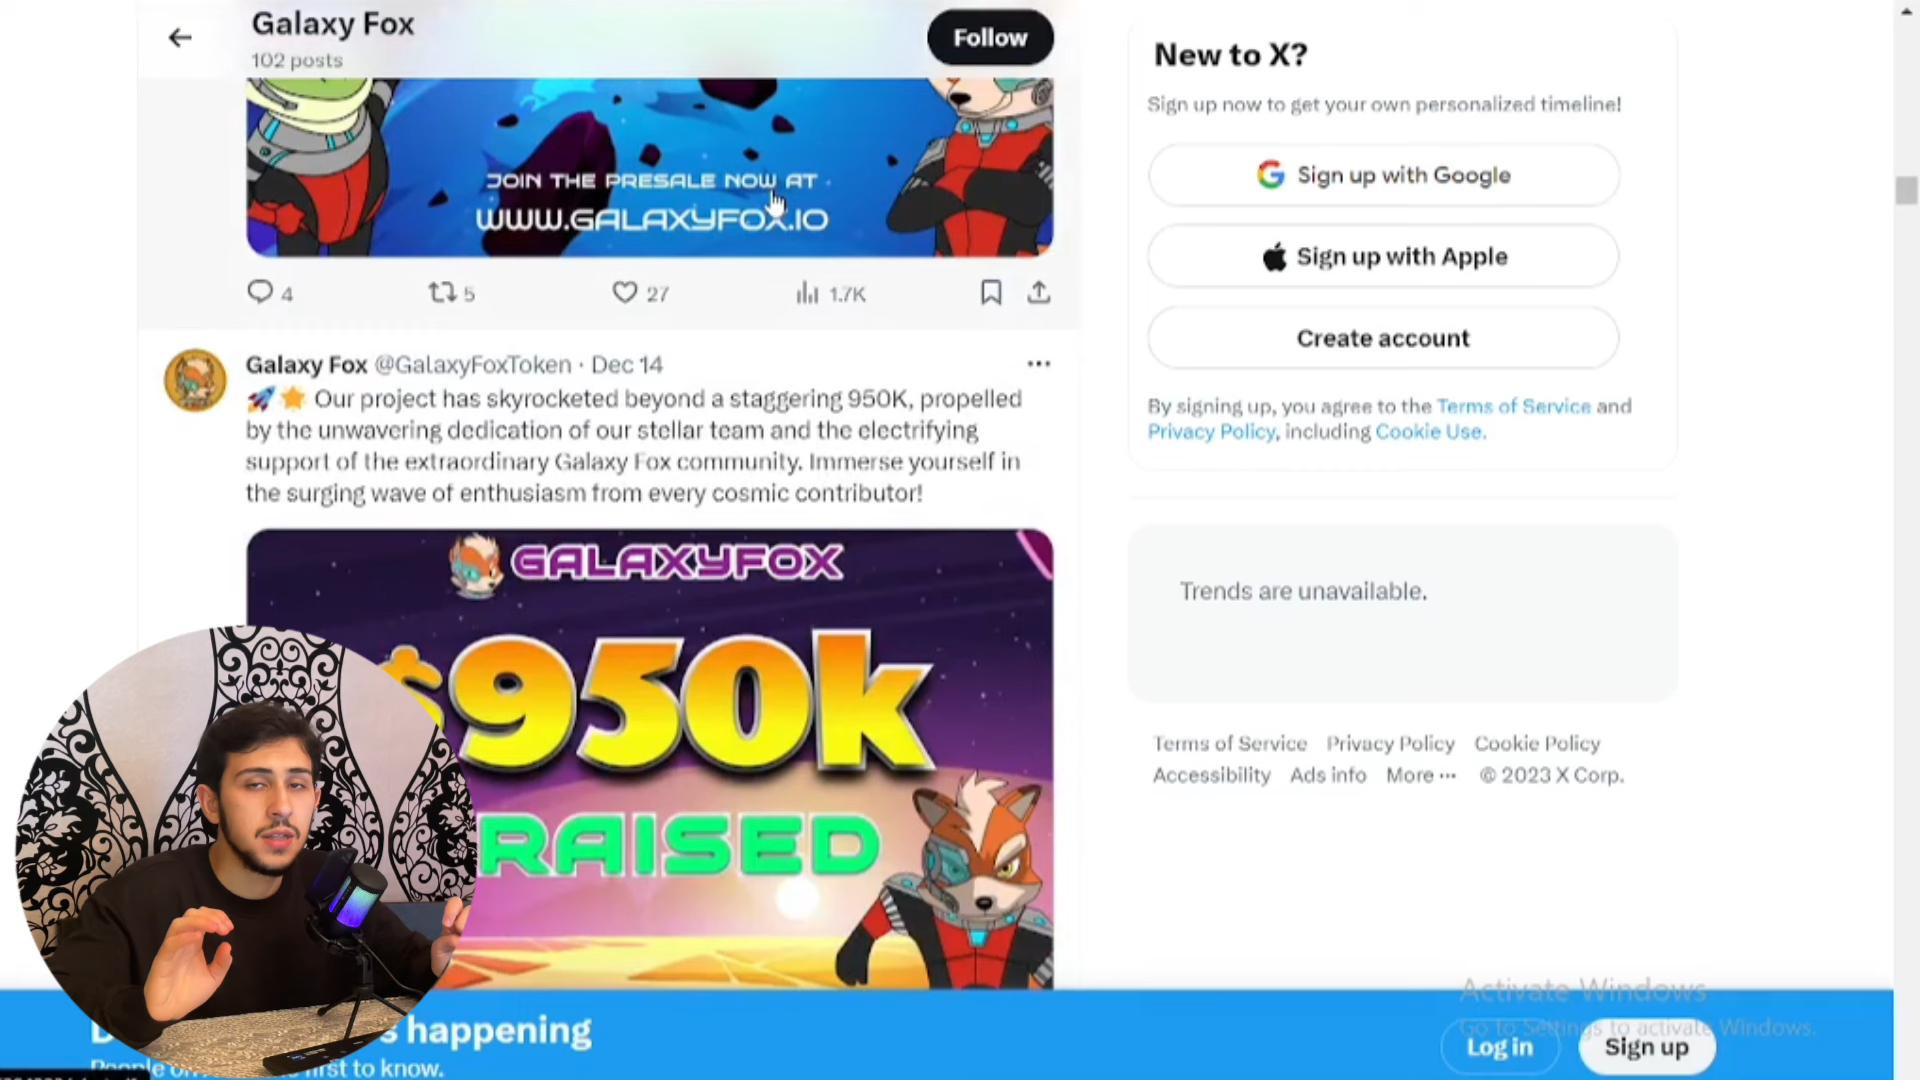 Galaxy Fox
102 posts
Follow
JOIN THE PRESALE NOW AT
WWW.GALAXYFOX.IO
4
5
27
1.7K
Galaxy Fox @GalaxyFoxToken · Dec 14
Our project has skyrocketed beyond a staggering 950K, propelled
by the unwavering dedication of our stellar team and the electrifying
support of the extraordinary Galaxy Fox community. Immerse yourself in
the surging wave of enthusiasm from every cosmic contributor!
GALAXYFOX
$950k
RAISED
New to X?
Sign up now to get your own personalized timeline!
Sign up with Google
Sign up with Apple
Create account
By signing up, you agree to the Terms of Service and
Privacy Policy, including Cookie Use.
Trends are unavailable.
Terms of Service Privacy Policy Cookie Policy
Accessibility Ads info More ··· © 2023 X Corp.
Activate Windows
Go to Settings to activate Windows.
happening
first to know.
Log in
Sign up